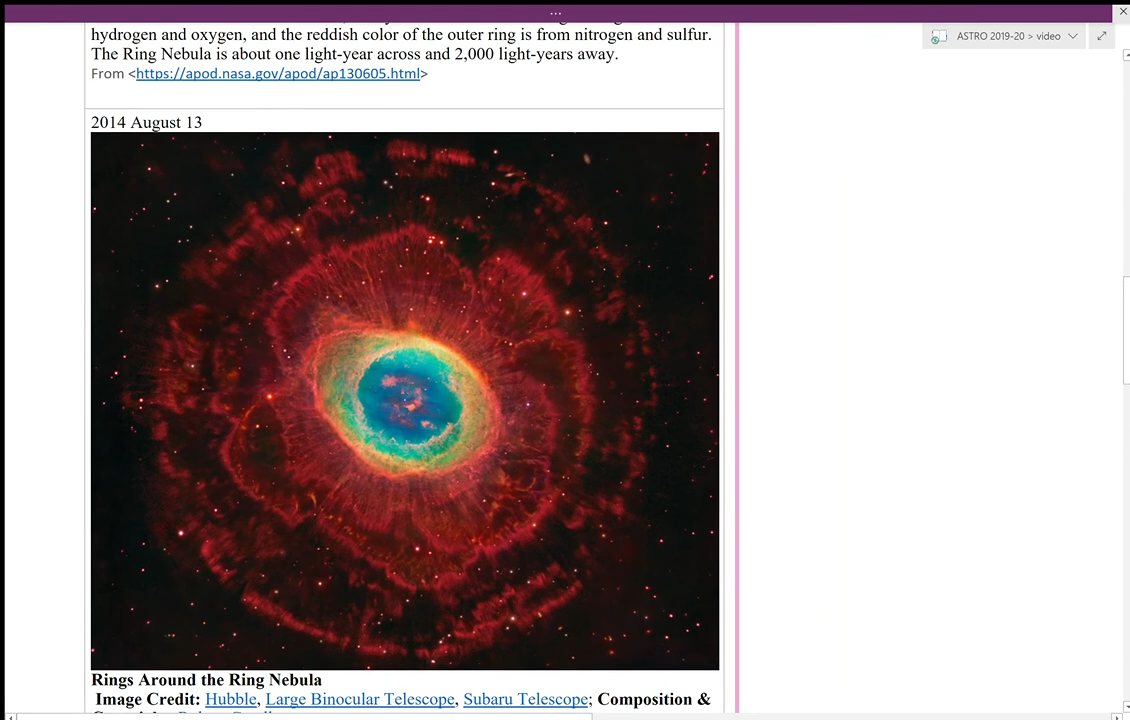 ...
ASTRO 2019-20 > video
hydrogen and oxygen, and the reddish color of the outer ring is from nitrogen and sulfur.
The Ring Nebula is about one light-year across and 2,000 light-years away.
From <https://apod.nasa.gov/apod/ap130605.html>
2014 August 13
Rings Around the Ring Nebula
Image Credit: Hubble, Large Binocular Telescope, Subaru Telescope; Composition &